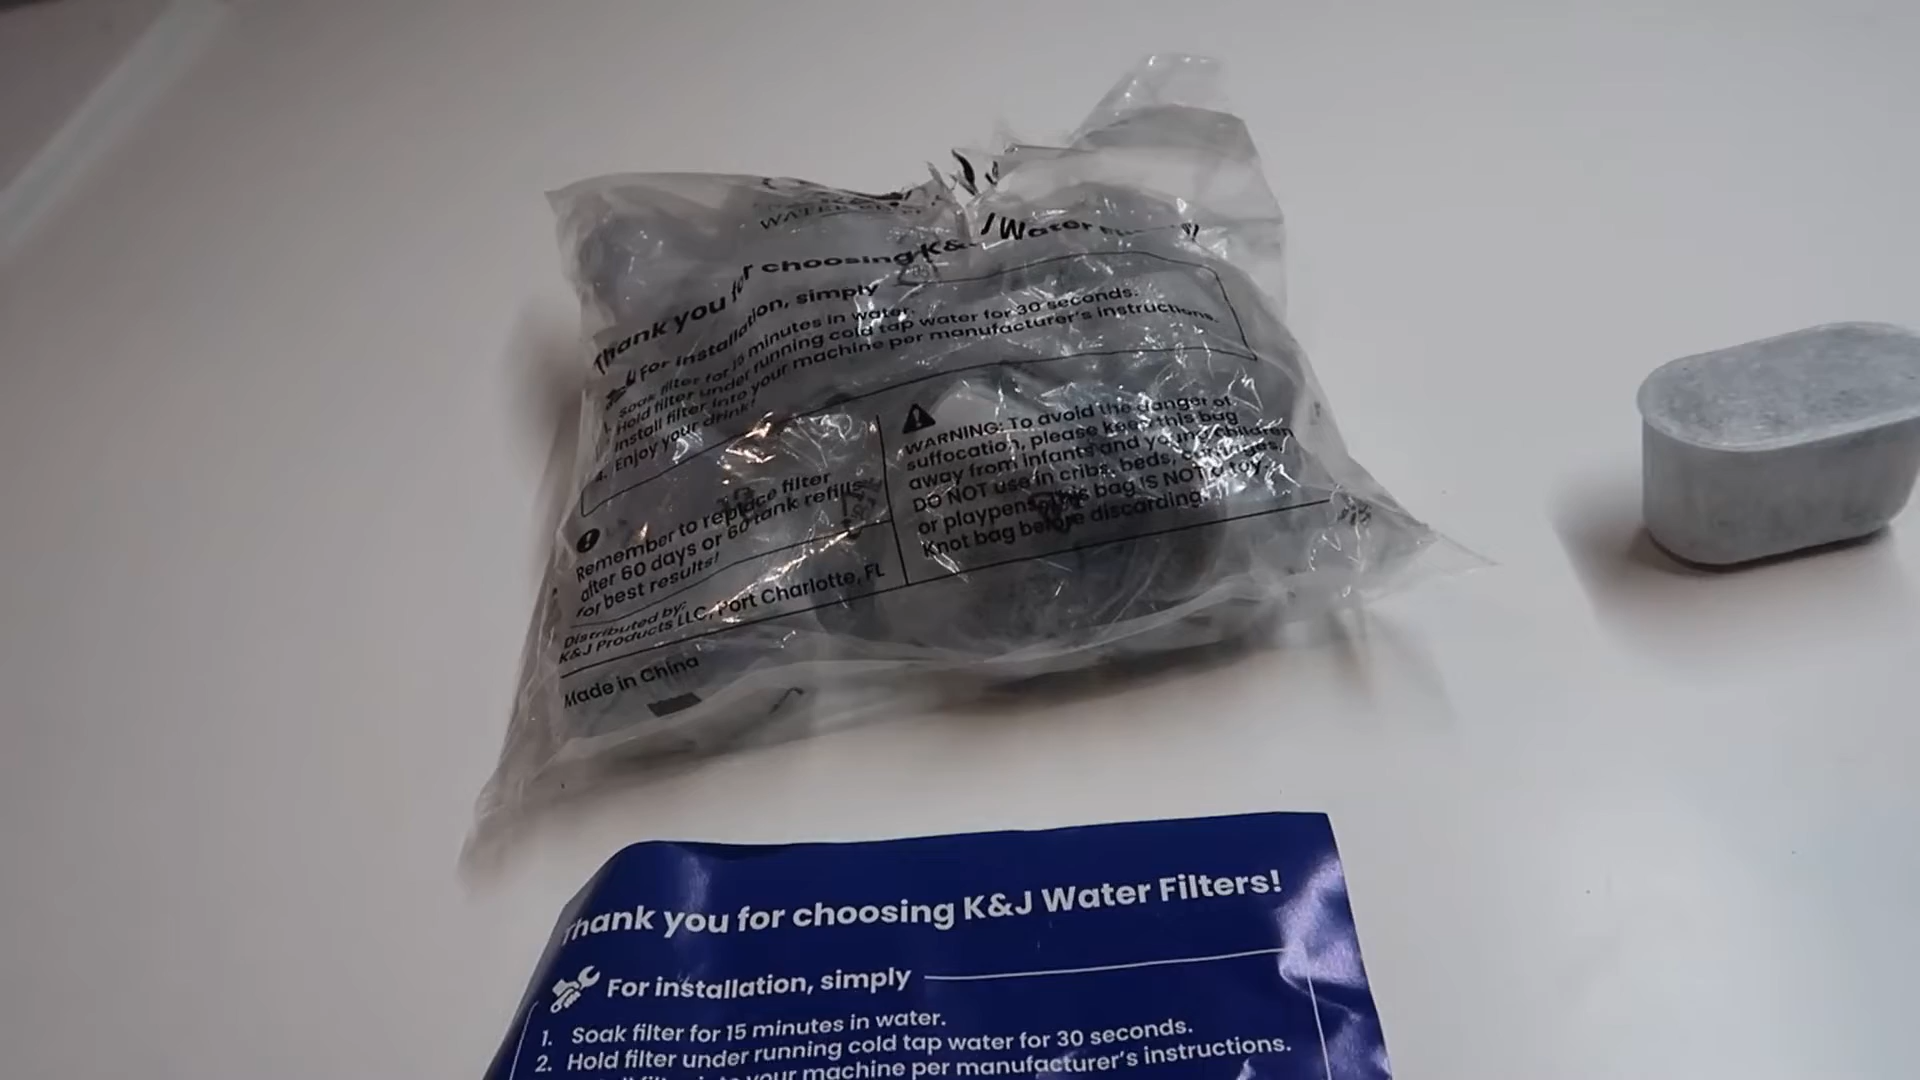 WATER
Thank you for choosing K&J Water
For installation, simply
Soak filter for 15 minutes in water.
Hold filter under running cold tap water for 30 seconds.
Install filter into your machine per manufacturer's instructions.
4. Enjoy your drink!
Remember to replace filter
after 60 days or 60 tank refills
for best results!
WARNING: To avoid the danger of
suffocation, please keep this bag
away from infants and young children
DO NOT use in cribs, beds,
or playpens. This bag IS NOT a toy.
Knot bag before discarding.
Distributed by:
K&J Products LLC, Port Charlotte, FL
Made in China
Thank you for choosing K&J Water Filters!
For installation, simply
1. Soak filter for 15 minutes in water.
2. Hold filter under running cold tap water for 30 seconds.
your machine per manufacturer's instructions.